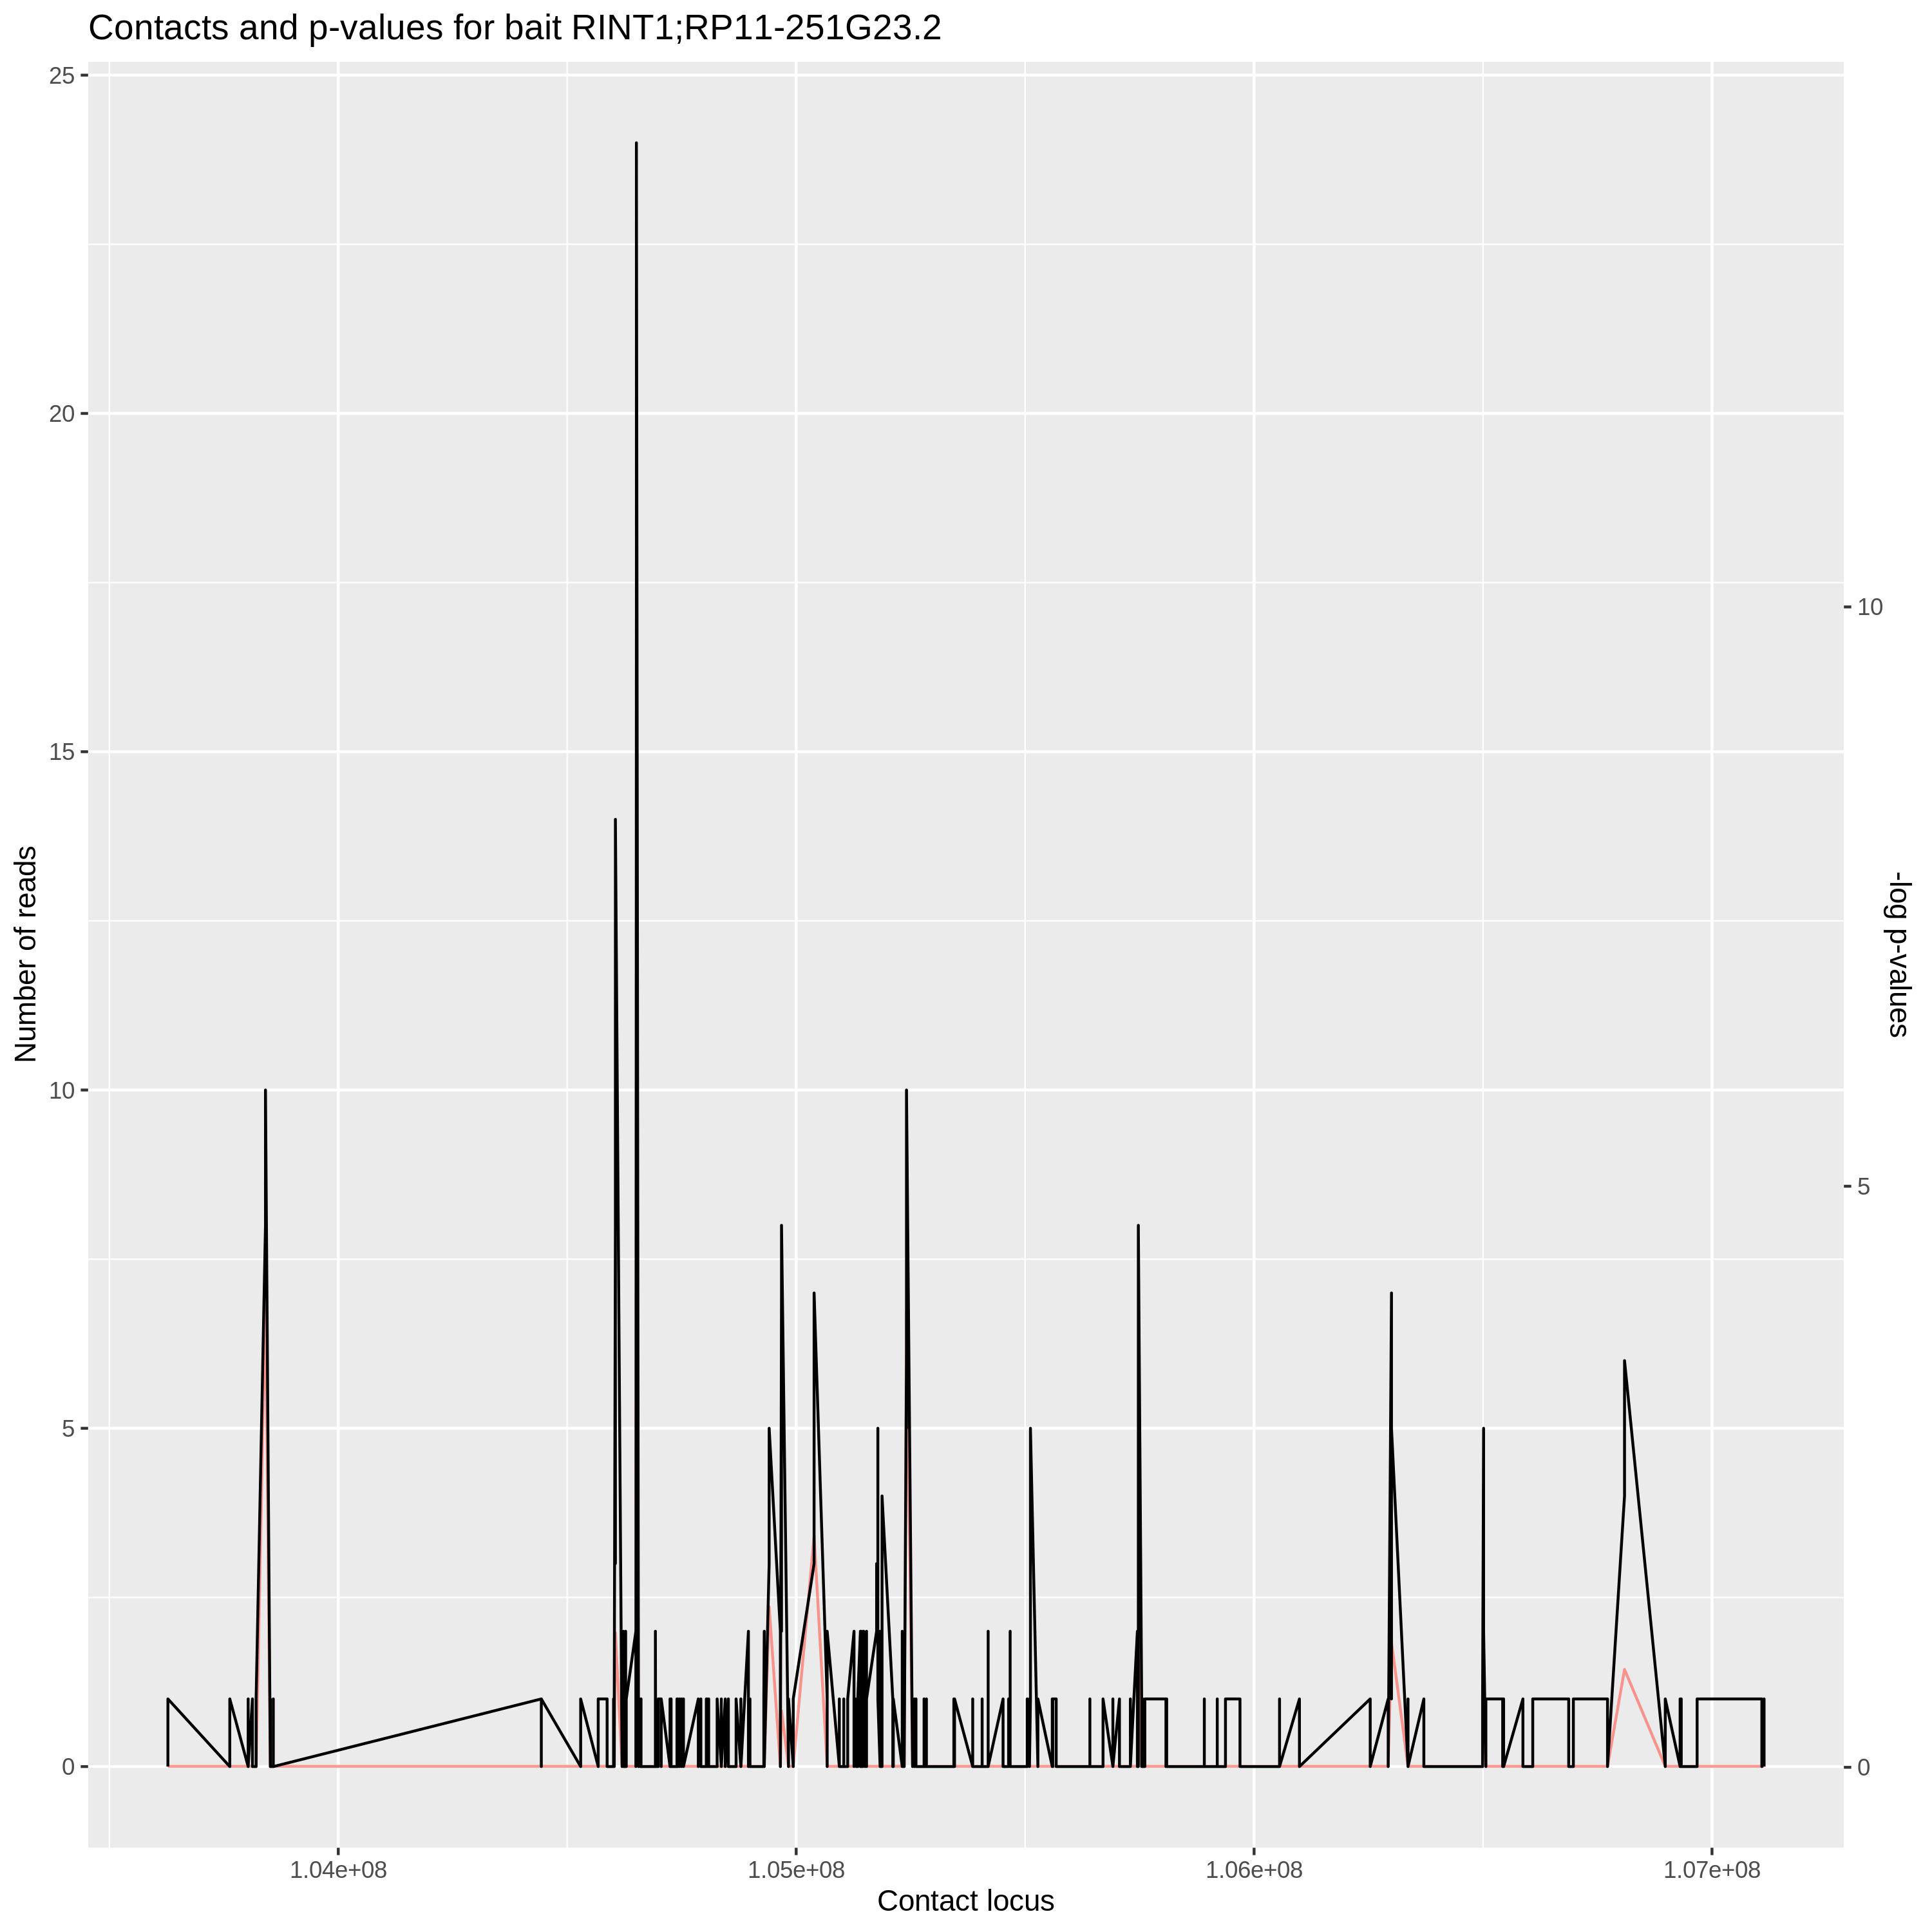 Contacts and p-values for bait RINT1;RP11-251G23.2
25
20
15
10
5
0
Number of reads
10
5
0
-log p-values
1.04e+08
1.05e+08
1.06e+08
1.07e+08
Contact locus